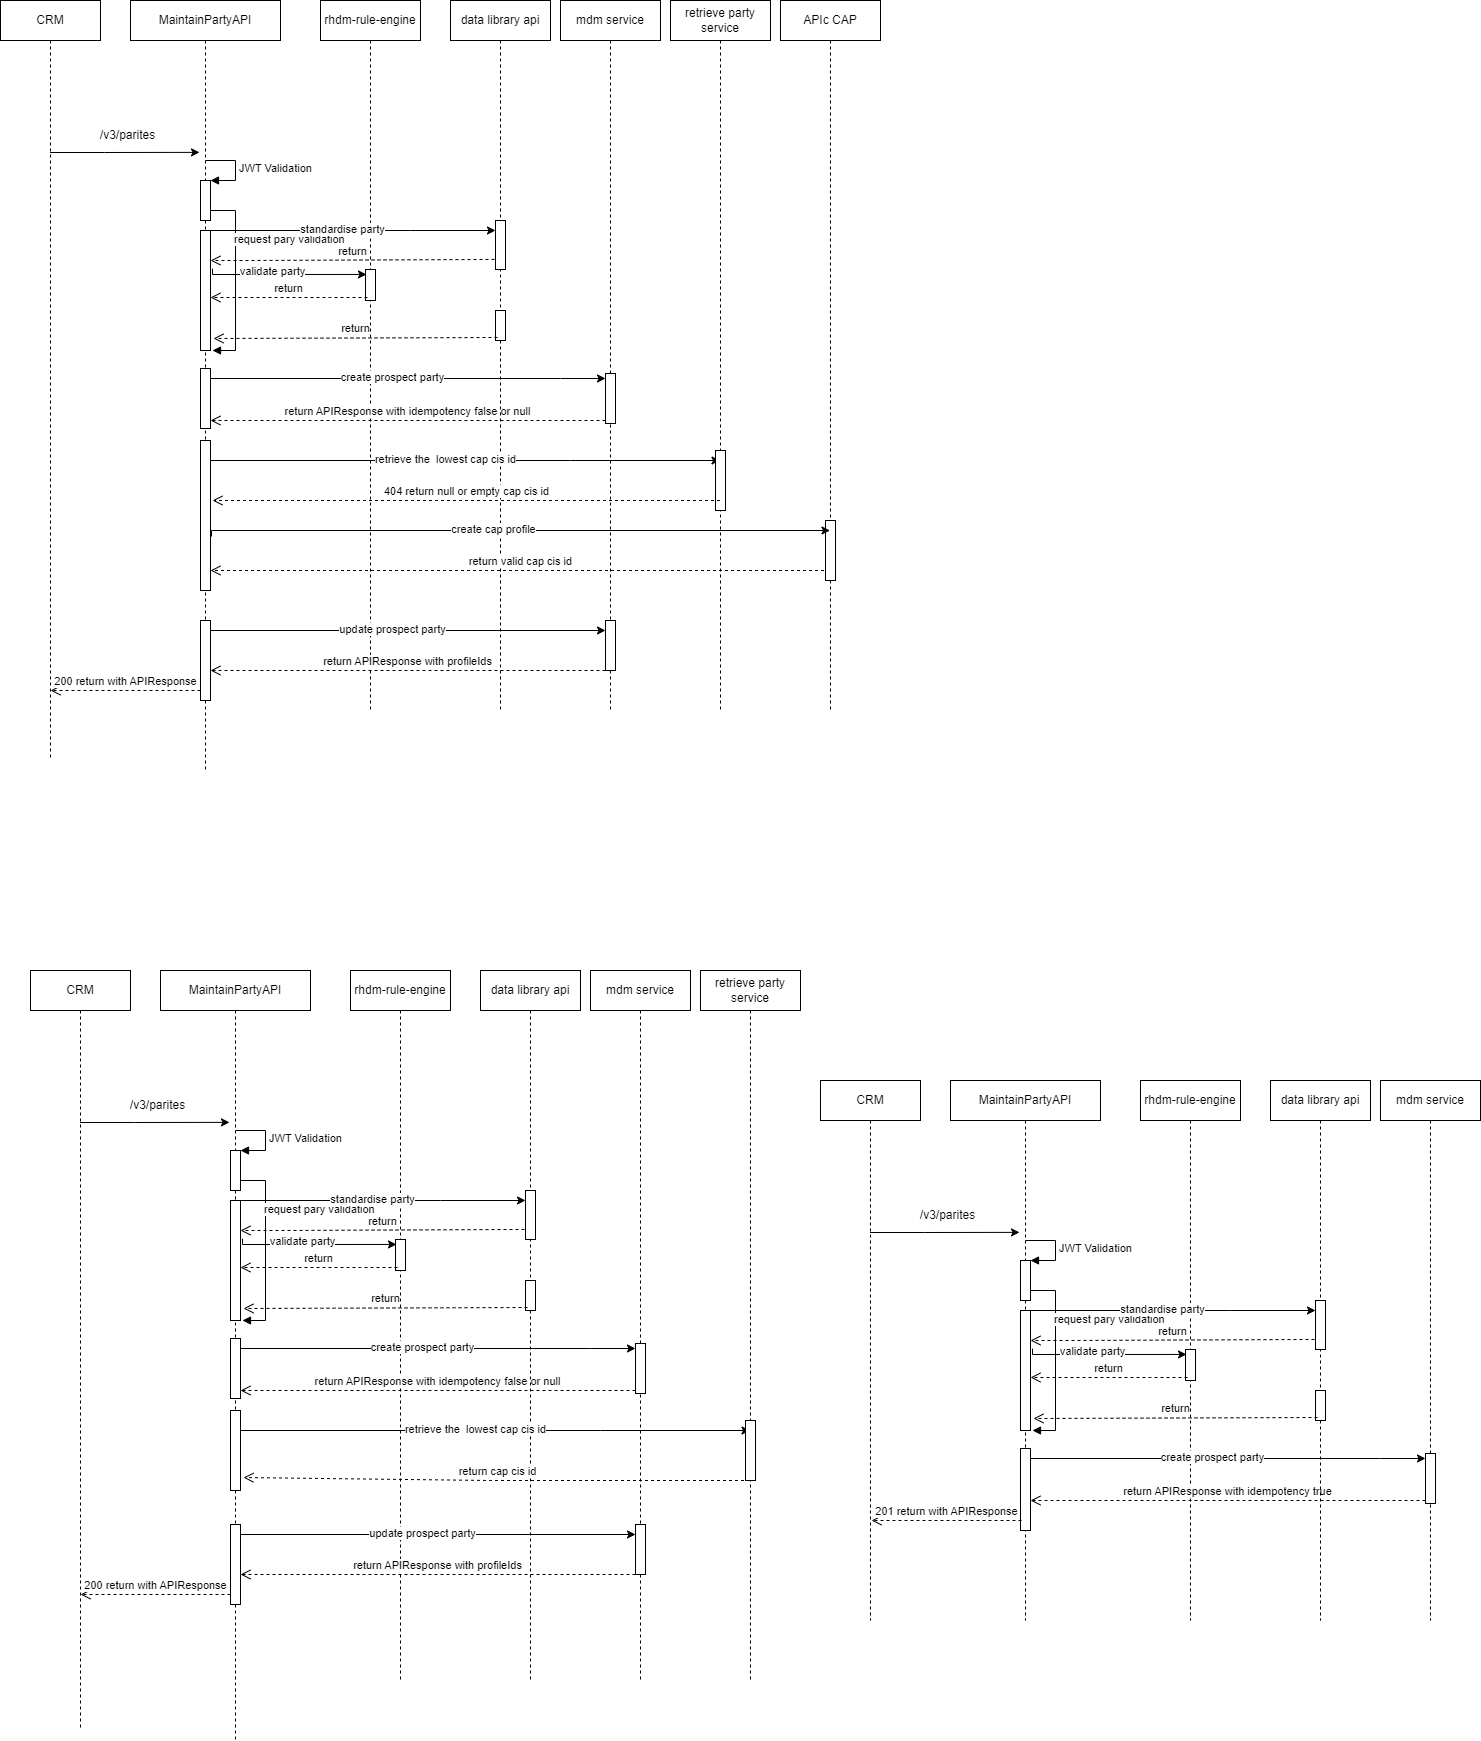 CRM
MaintainPartyAPI
rhdm-rule-engine
data library api
mdm service
retrieve party
service
APIc CAP
/v3/parites
JWT Validation
standardise party
request pary validation
return
validate party
return
return
create prospect party
return APIResponse with idempotency false or null
retrieve the  lowest cap cis id
404 return null or empty cap cis id
create cap profile
return valid cap cis id
update prospect party
return APIResponse with profileIds
200 return with APIResponse
CRM
MaintainPartyAPI
rhdm-rule-engine
data library api
mdm service
retrieve party
service
/v3/parites
JWT Validation
standardise party
request pary validation
return
validate party
return
return
create prospect party
return APIResponse with idempotency false or null
retrieve the  lowest cap cis id
return cap cis id
update prospect party
return APIResponse with profileIds
200 return with APIResponse
CRM
MaintainPartyAPI
rhdm-rule-engine
data library api
mdm service
/v3/parites
JWT Validation
standardise party
request pary validation
return
validate party
return
return
create prospect party
return APIResponse with idempotency true
201 return with APIResponse